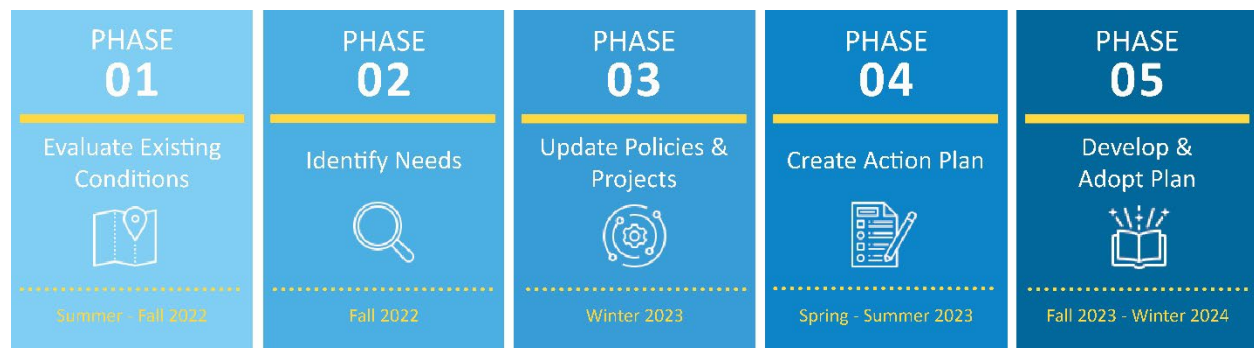 PHASE
01
Evaluate Existing
Conditions
Summer - Fall 2022
PHASE
02
Identify Needs
Fall 2022
PHASE
03
Update Policies &
Projects
Winter 2023
PHASE
04
Create Action Plan
Spring - Summer 2023
PHASE
05
Develop &
Adopt Plan
Fall 2023 - Winter 2024